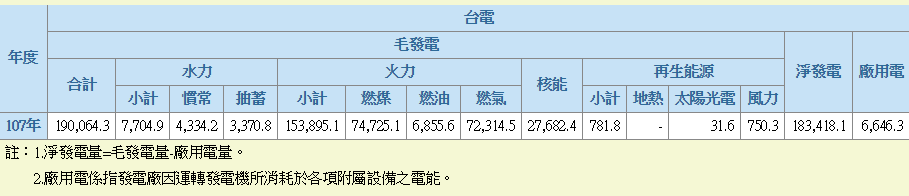 台電
年度 毛發電 淨發電 廠用電
合計 水力 火力 核能 再生能源
小計 慣常 抽蓄 小計 燃煤 燃油 燃氣 小計 地熱 太陽光電 風力
107年 190,064.3 7,704.9 4,334.2 3,370.8 153,895.1 74,725.1 6,855.6 72,314.5 27,682.4 781.8 - 31.6 750.3 183,418.1 6,646.3
註：1.淨發電量=毛發電量-廠用電量。
2.廠用電係指發電廠因運轉發電機所消耗於各項附屬設備之電能。